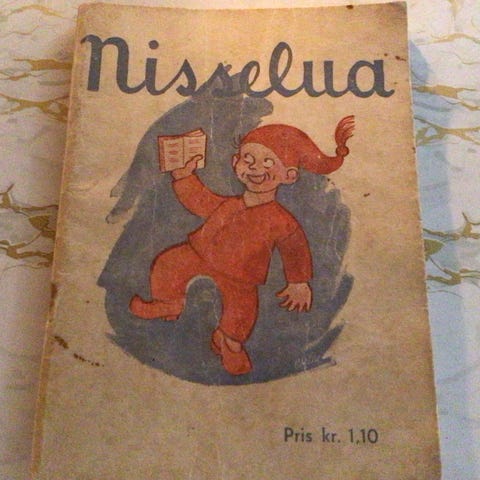 Nisselua
Pris kr. 1,10